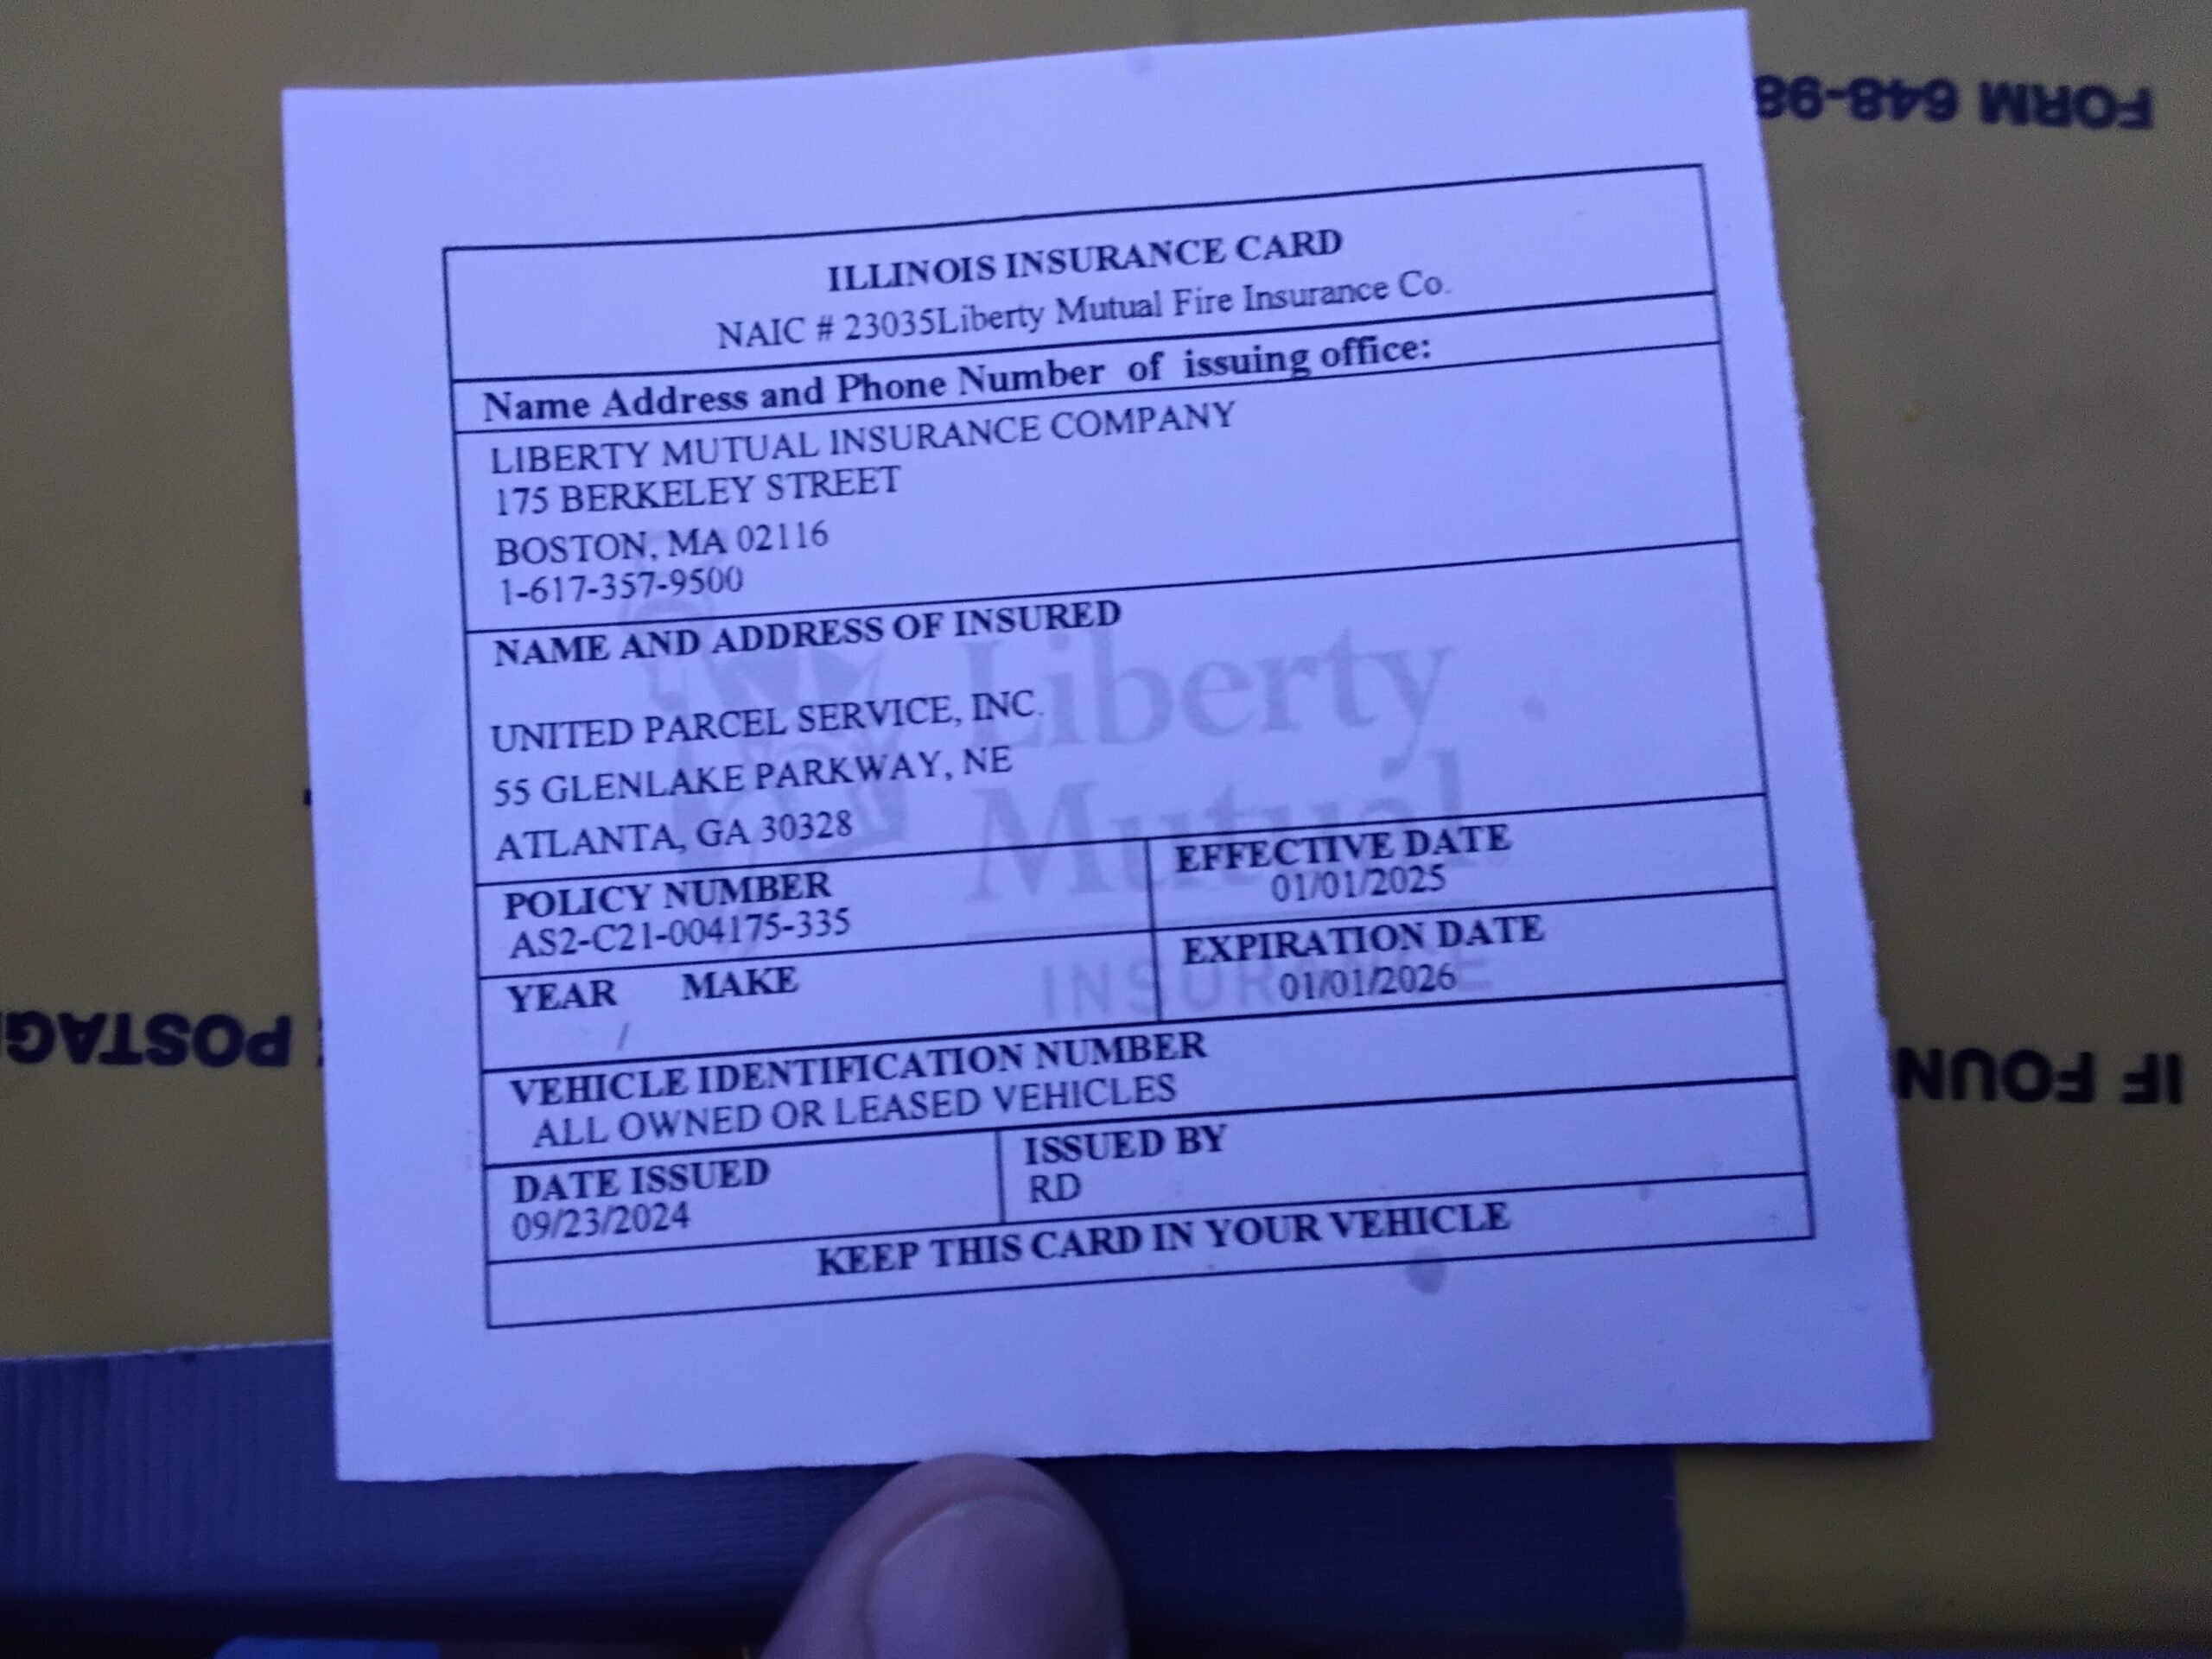 FORM 648-98
ILLINOIS INSURANCE CARD
NAIC # 23035Liberty Mutual Fire Insurance Co.
Name Address and Phone Number of issuing office:
LIBERTY MUTUAL INSURANCE COMPANY
175 BERKELEY STREET
BOSTON, MA 02116
1-617-357-9500
NAME AND ADDRESS OF INSURED
UNITED PARCEL SERVICE, INC.
55 GLENLAKE PARKWAY, NE
ATLANTA, GA 30328
Liberty
Mutual
INSURANCE
POLICY NUMBER
AS2-C21-004175-335
EFFECTIVE DATE
01/01/2025
YEAR MAKE
/
EXPIRATION DATE
01/01/2026
VEHICLE IDENTIFICATION NUMBER
ALL OWNED OR LEASED VEHICLES
DATE ISSUED
09/23/2024
ISSUED BY
RD
KEEP THIS CARD IN YOUR VEHICLE
IF FOUN
POSTAG